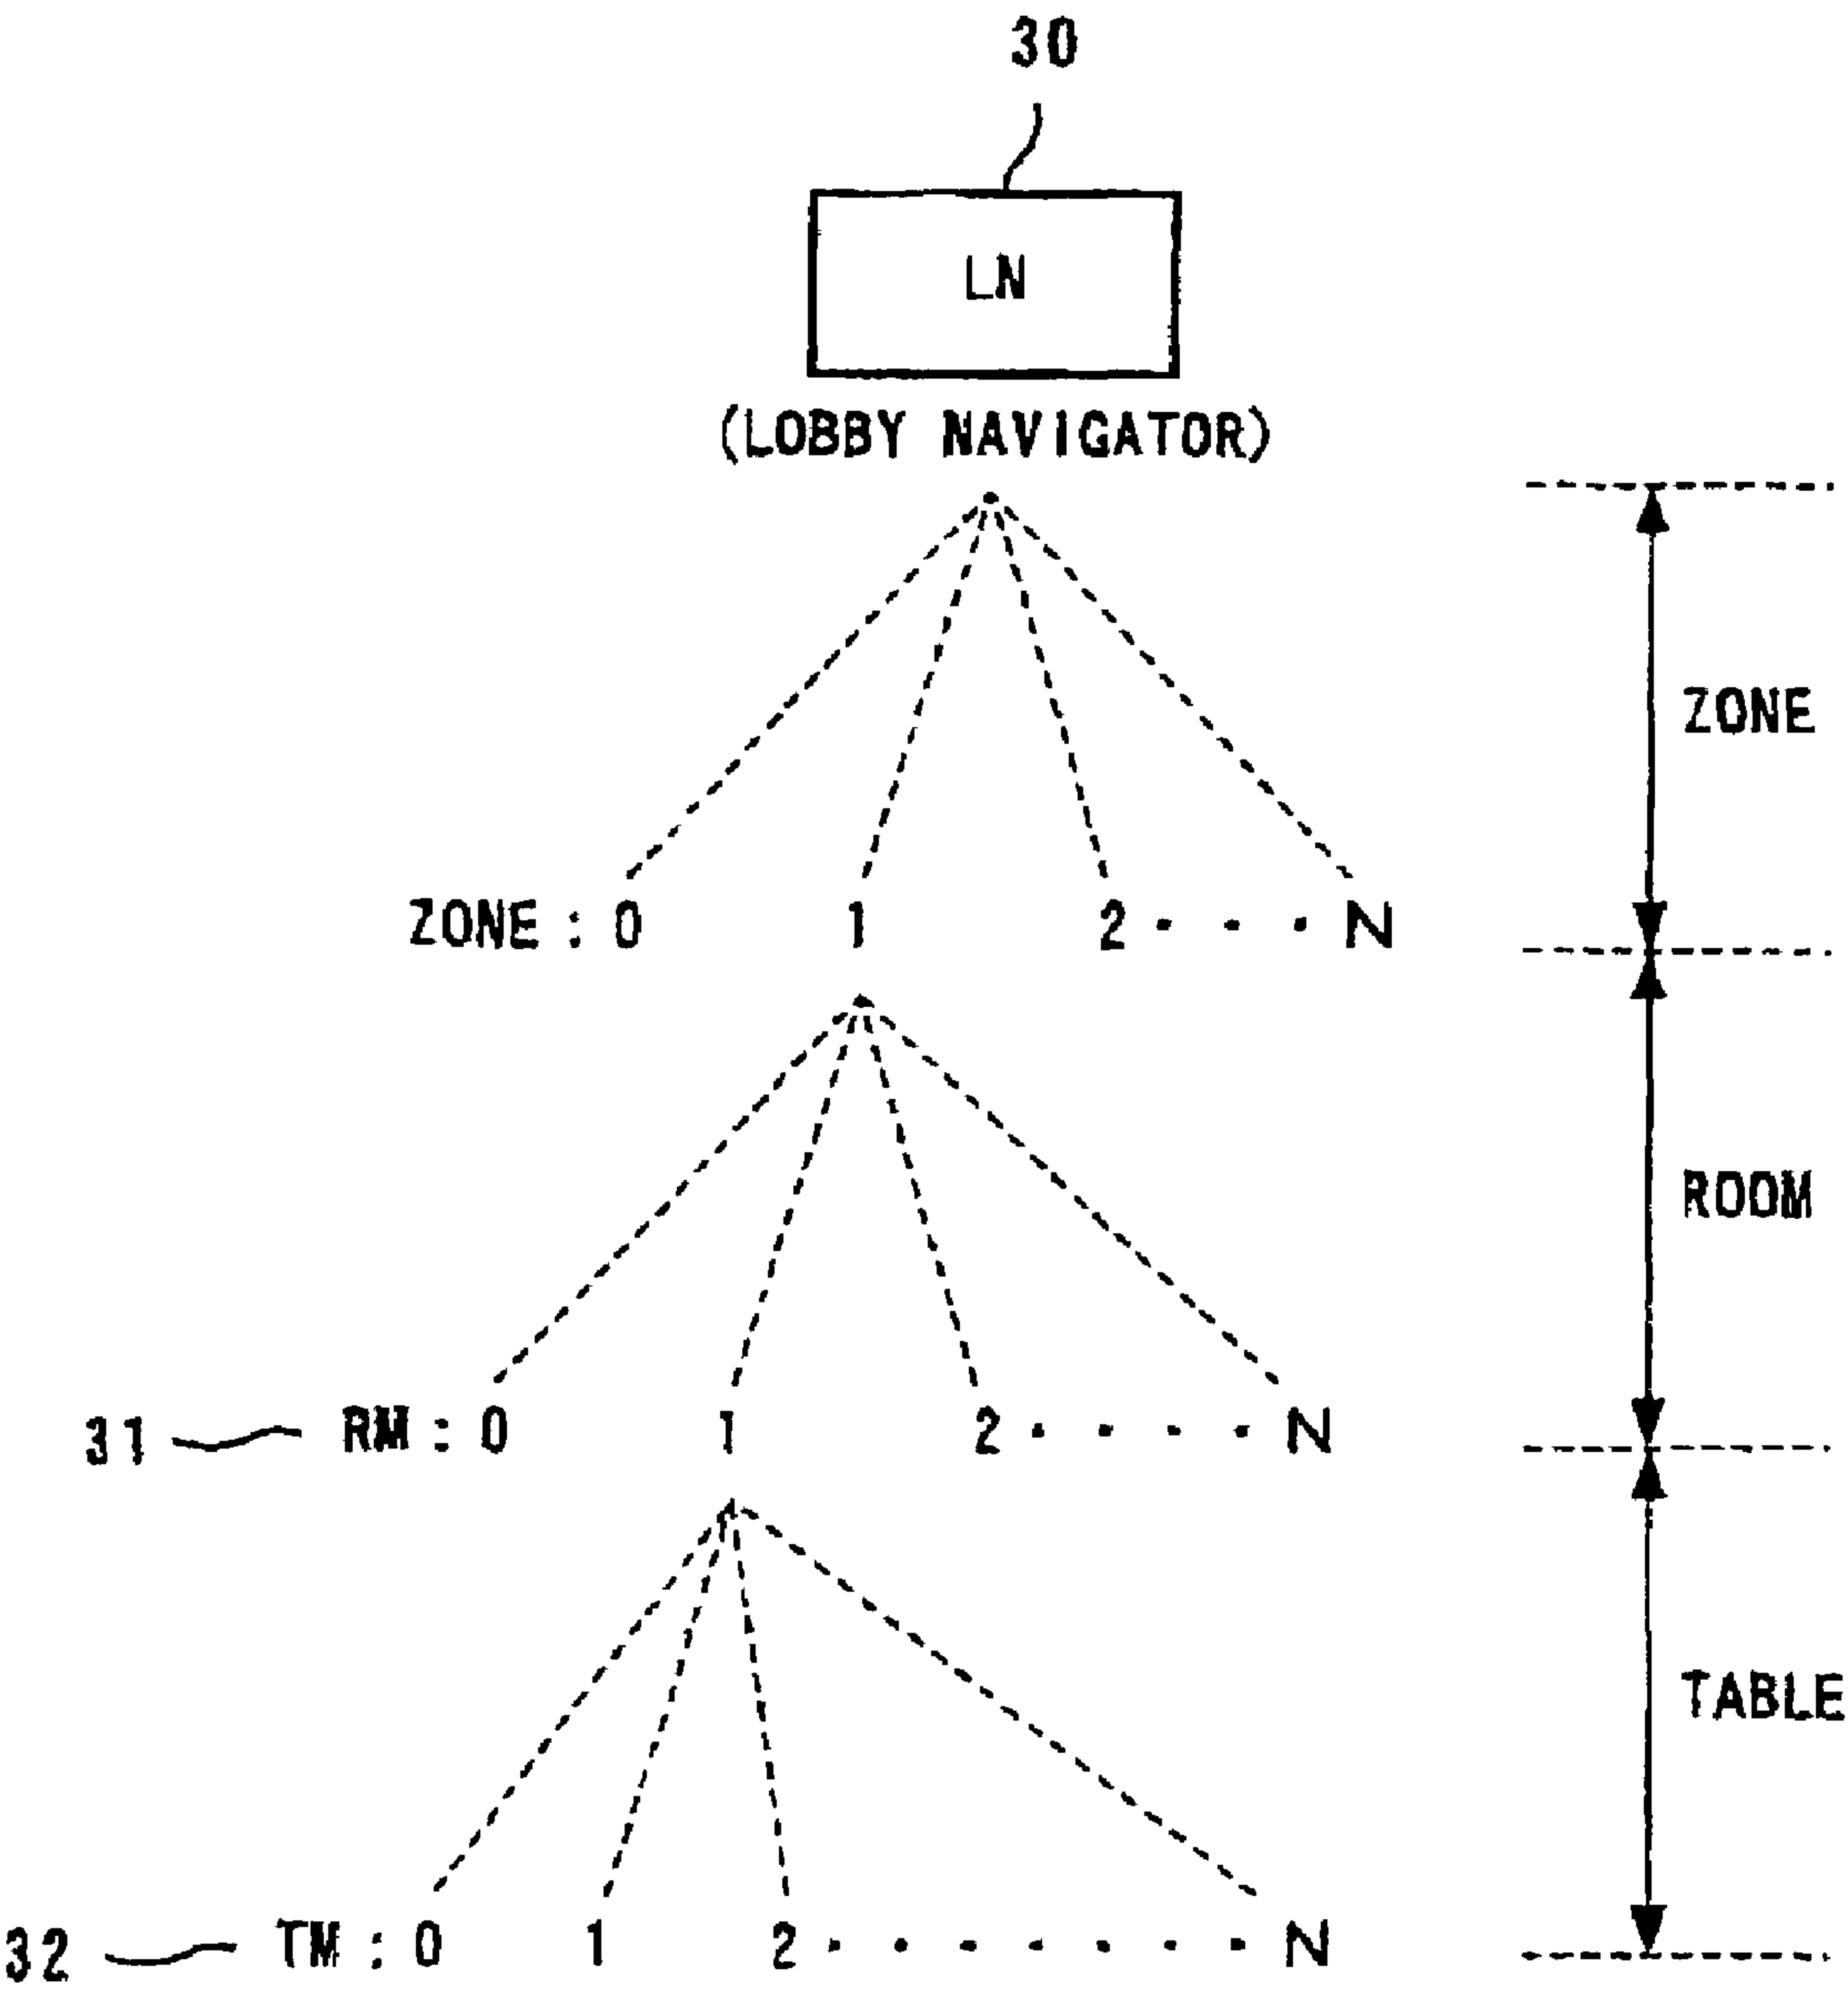 30
LN
(LOBBY NAVIGATOR)
ZONE
ZONE : 0 1 2 · · · N
ROOM
31 RM : 0 1 2 · · · · N
TABLE
32 TM : 0 1 2 · · · · · · · N